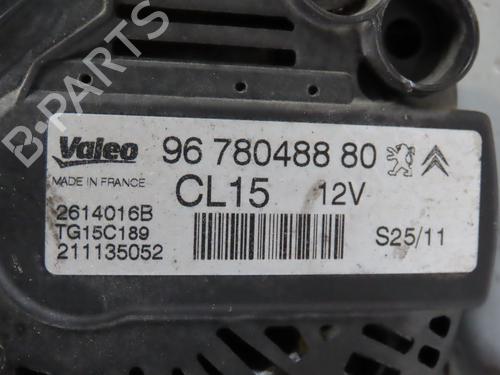 Valeo
96 780488 80
MADE IN FRANCE
CL15
12V
2614016B
TG15C189
211135052
S25/11
B-PARTS